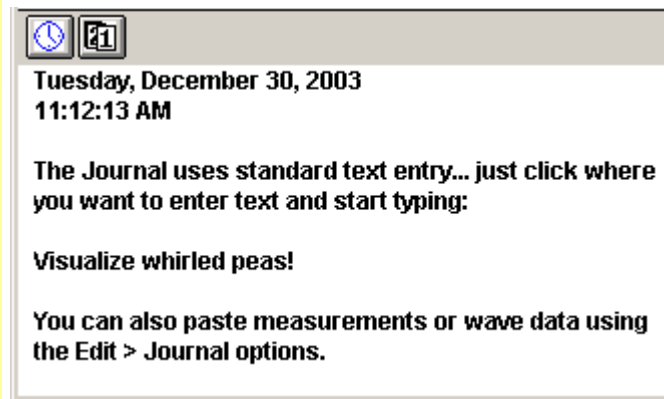 21
Tuesday, December 30, 2003
11:12:13 AM
The Journal uses standard text entry... just click where
you want to enter text and start typing:
Visualize whirled peas!
You can also paste measurements or wave data using
the Edit > Journal options.